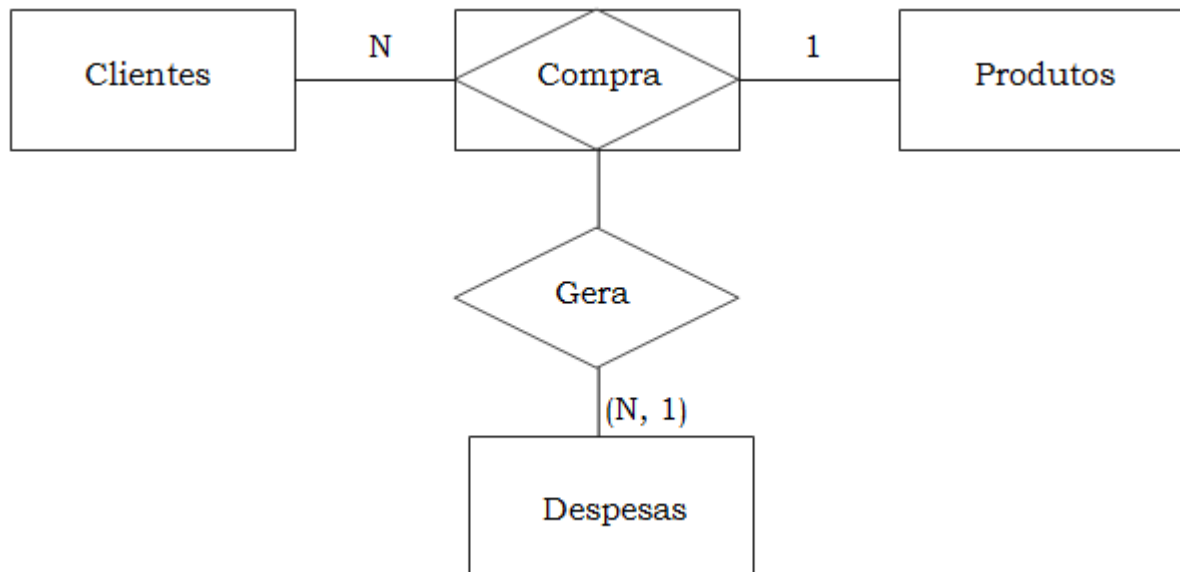 N
1
Clientes
Compra
Produtos
Gera
(N, 1)
Despesas